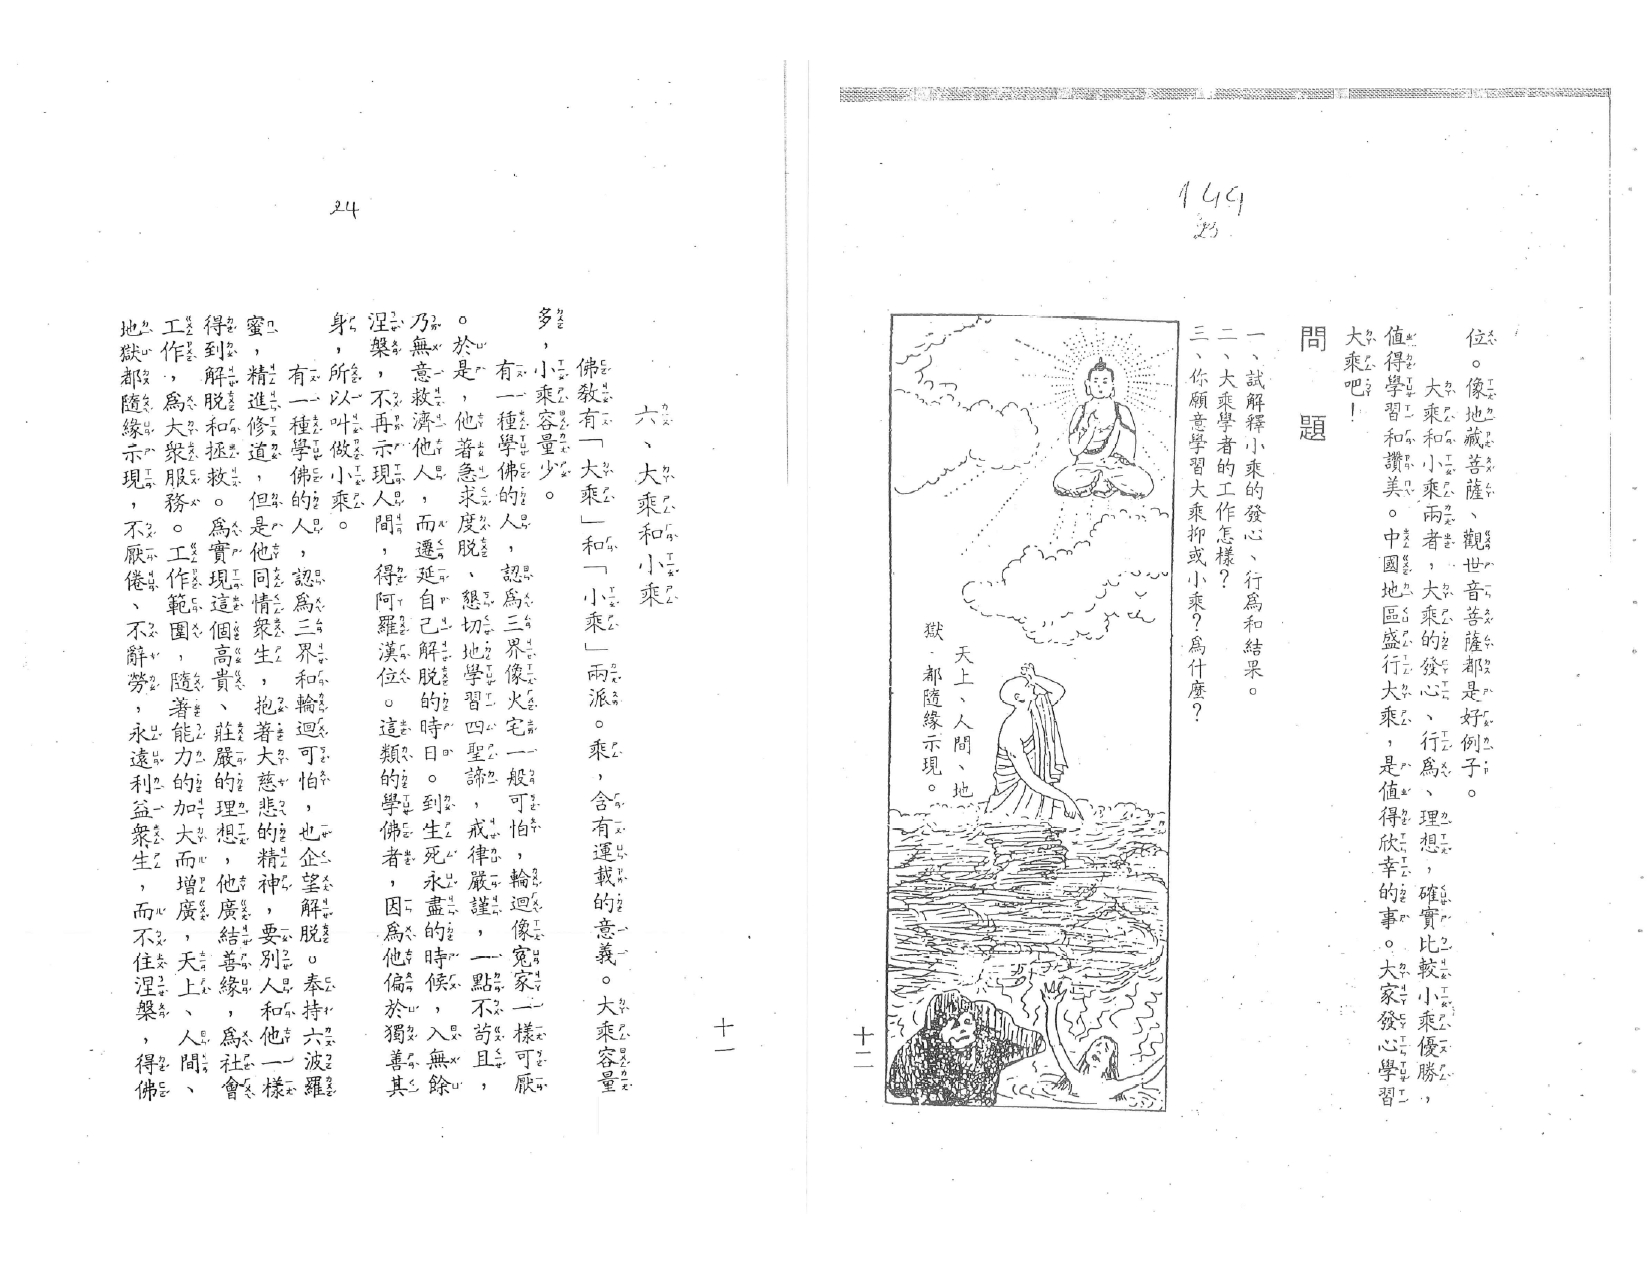 24
六、大乘和小乘
佛教有「大乘」和「小乘」兩派。乘，含有運載的意義。大乘容量
多，小乘容量少。
有一種學佛的人，認爲三界像火宅一般可怕，輪迴像冤家一樣可厭
。於是，他著急求度脫、懇切地學習四聖諦，戒律嚴謹，一點不苟且，
乃無意救濟他人，而遷延自己解脫的時日。到生死永盡的時候，入無餘
涅槃，不再示現人間，得阿羅漢位。這類的學佛者，因爲他偏於獨善其
身，所以叫做小乘。
有一種學佛的人，認爲三界和輪迴可怕，也企望解脫。奉持六波羅
蜜，精進修道，但是他同情衆生，抱著大慈悲的精神，要別人和他一樣
得到解脫和拯救。爲實現這個高貴、莊嚴的理想，他廣結善緣，爲社會
工作，爲大衆服務。工作範圍，隨著能力的加大而增廣，天上、人間、
地獄都隨緣示現，不厭倦、不辭勞，永遠利益衆生，而不住涅槃，得佛
十一
149
23
位。像地藏菩薩、觀世音菩薩都是好例子。
大乘和小乘兩者，大乘的發心、行爲、理想，確實比較小乘優勝，
值得學習和讚美。中國地區盛行大乘，是值得欣幸的事。大家發心學習
大乘吧！
問題
一、試解釋小乘的發心、行爲和結果。
二、大乘學者的工作怎樣？
三、你願意學習大乘抑或小乘？爲什麼？
天上、人間、地
獄都隨緣示現。
十二